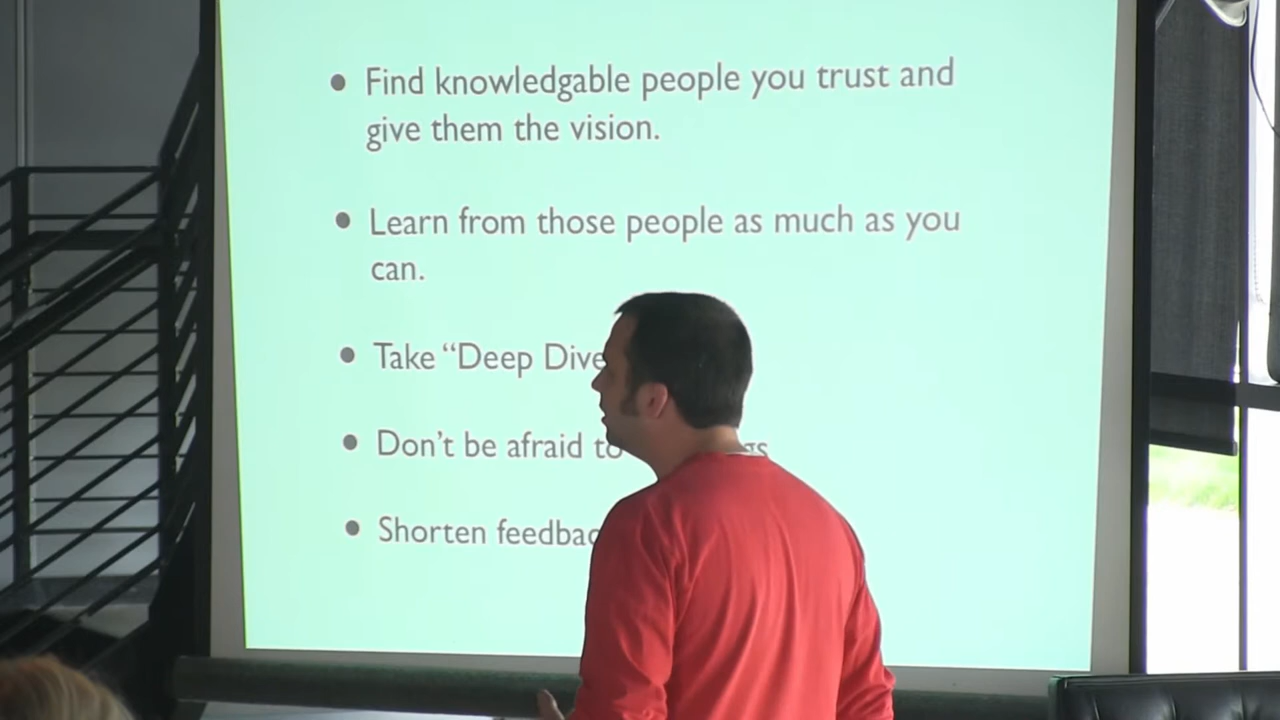 • Find knowledgable people you trust and
give them the vision.
• Learn from those people as much as you
can.
• Take “Deep Dive
• Don’t be afraid to
• Shorten feedbac